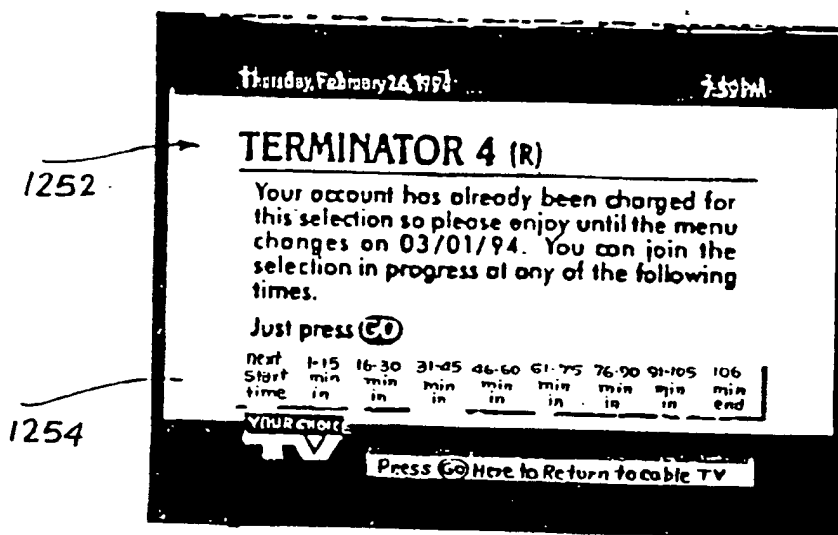 Thursday, February 24, 1994 7:59PM
TERMINATOR 4 (R)
1252
Your account has already been charged for
this selection so please enjoy until the menu
changes on 03/01/94. You can join the
selection in progress at any of the following
times.
Just press GO
next 1-15 16-30 31-45 46-60 61-75 76-90 91-105 106
start min min min min min min min min
time in in in in in in in end
1254
YOUR CHOICE
TV
Press GO Here to Return to cable TV